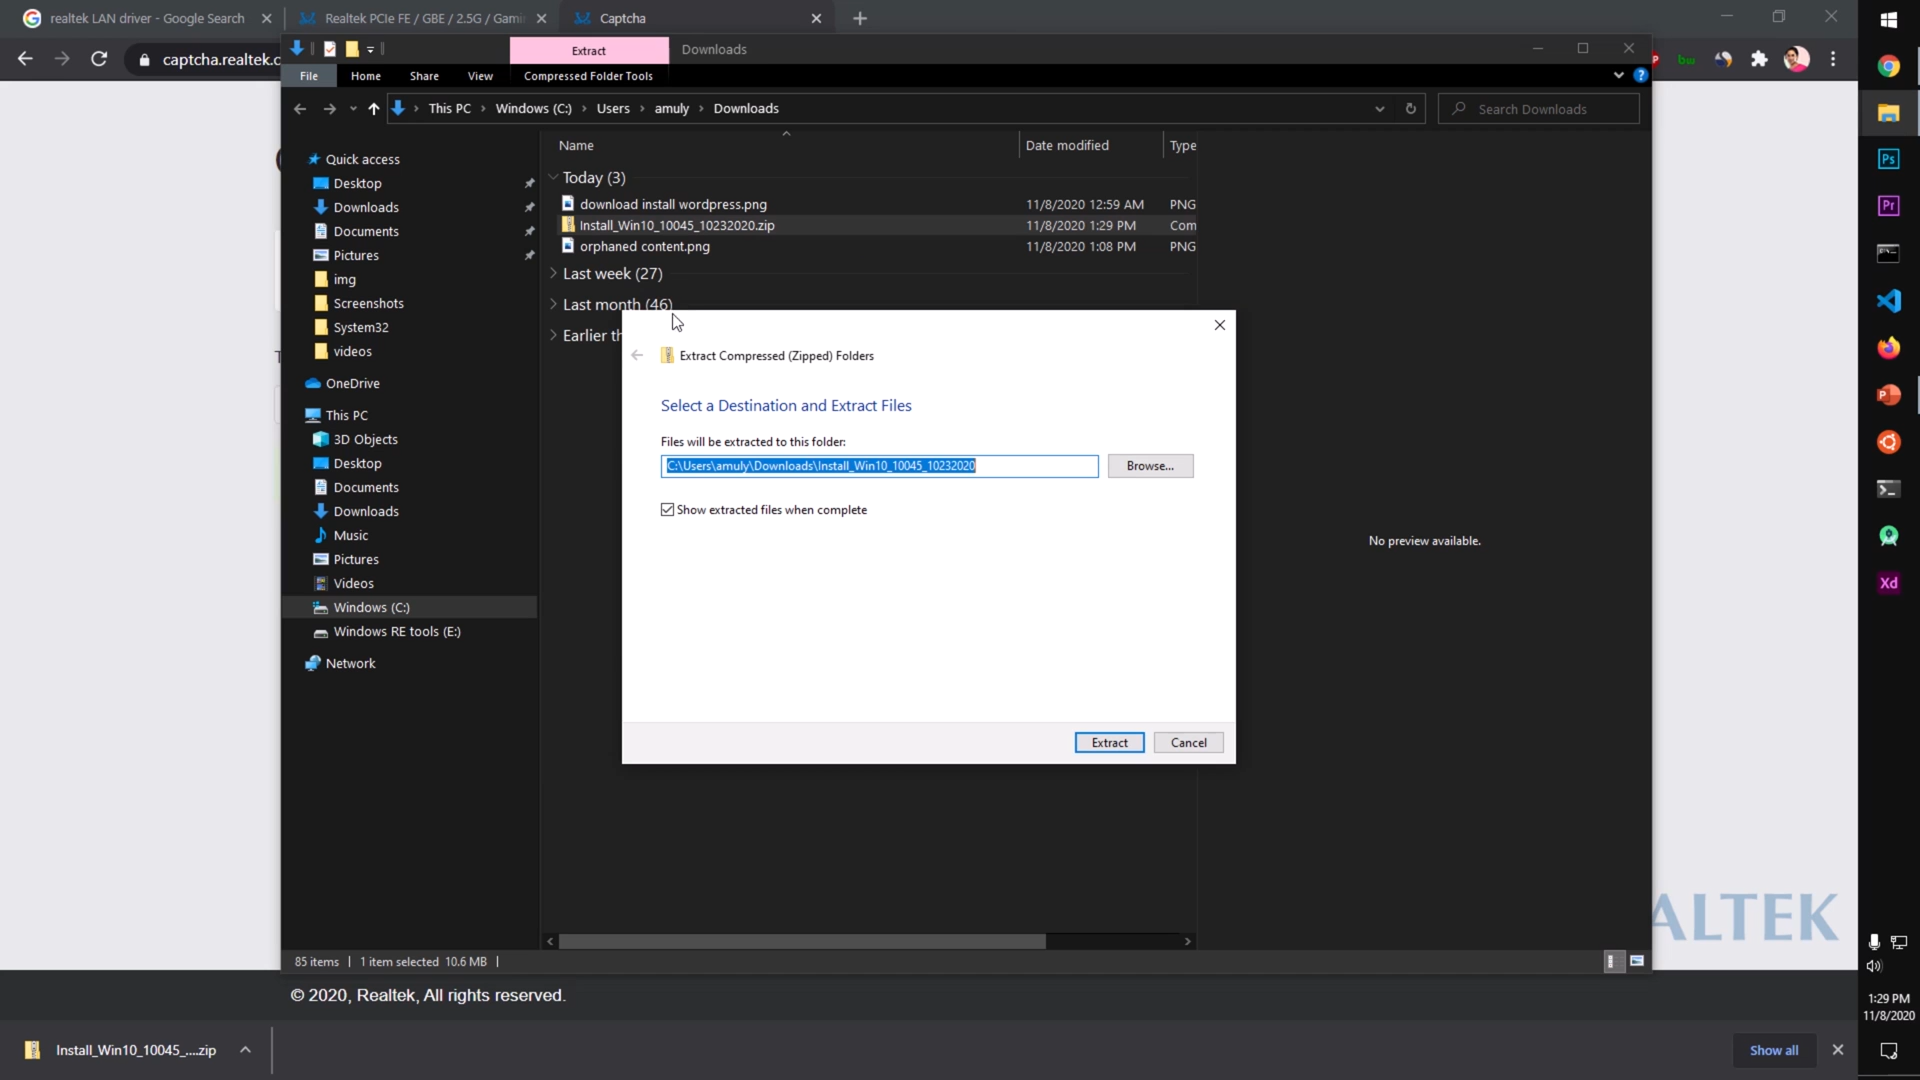 realtek LAN driver - Google Search
Realtek PCIe FE / GBE / 2.5G / Gami
Captcha
captcha.realtek.c
Extract
Downloads
File
Home
Share
View
Compressed Folder Tools
This PC
Windows (C:)
Users
amuly
Downloads
Search Downloads
Name
Date modified
Type
Quick access
Desktop
Downloads
Documents
Pictures
img
Screenshots
System32
videos
OneDrive
This PC
3D Objects
Desktop
Documents
Downloads
Music
Pictures
Videos
Windows (C:)
Windows RE tools (E:)
Network
Today (3)
download install wordpress.png 11/8/2020 12:59 AM PNG
Install_Win10_10045_10232020.zip 11/8/2020 1:29 PM Com
orphaned content.png 11/8/2020 1:08 PM PNG
Last week (27)
Last month (46)
Earlier th
Extract Compressed (Zipped) Folders
Select a Destination and Extract Files
Files will be extracted to this folder:
C:\Users\amuly\Downloads\Install_Win10_10045_10232020
Browse...
Show extracted files when complete
Extract
Cancel
No preview available.
85 items
1 item selected 10.6 MB
ALTEK
© 2020, Realtek, All rights reserved.
Install_Win10_10045_....zip
Show all
Ps
Pr
Xd
1:29 PM
11/8/2020